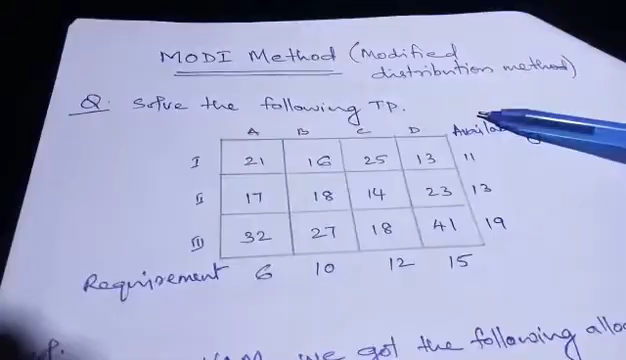 MODI Method (Modified
distribution method)
Q. Solve the following TP.
A B C D
I 21 16 25 13 11
II 17 18 14 23 13
III 32 27 18 41 19
Requirement 6 10 12 15
we got the following